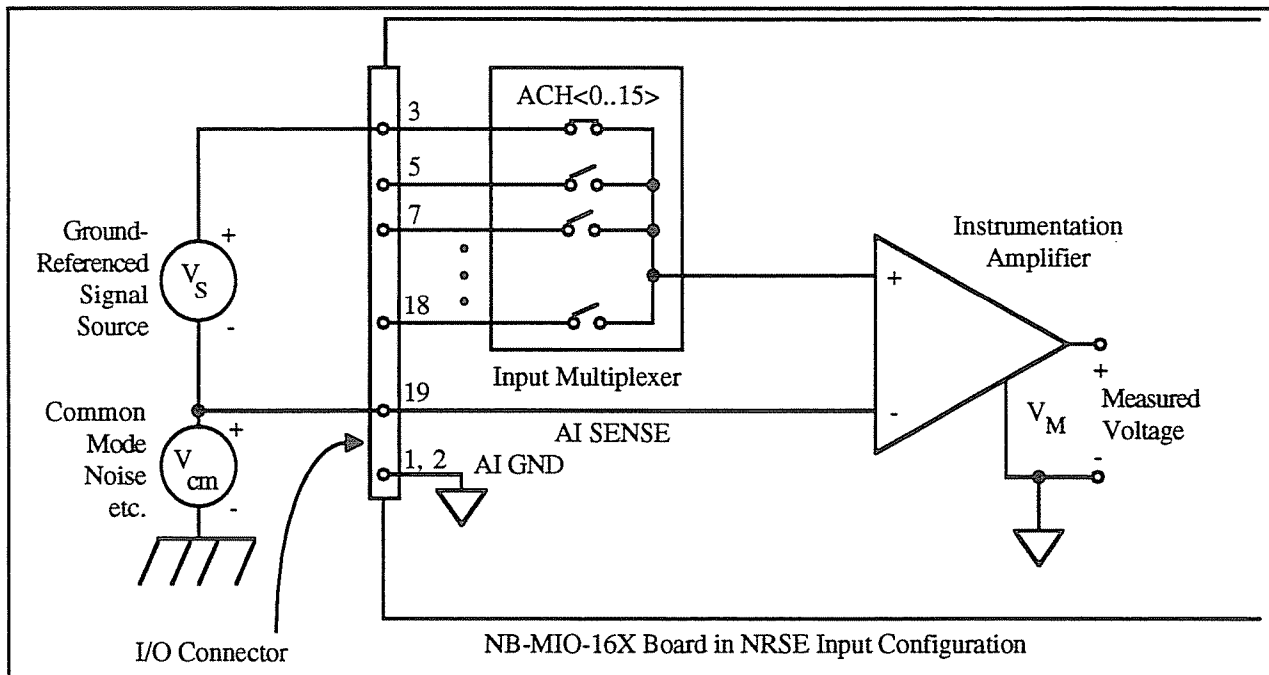 ACH<0..15>
3
5
7
18
19
1, 2
Ground-
Referenced
Signal
Source
+
V
S
-
Common
Mode
Noise
etc.
+
V
cm
-
Input Multiplexer
AI SENSE
AI GND
Instrumentation
Amplifier
+
-
+
V
M
Measured
Voltage
-
I/O Connector
NB-MIO-16X Board in NRSE Input Configuration